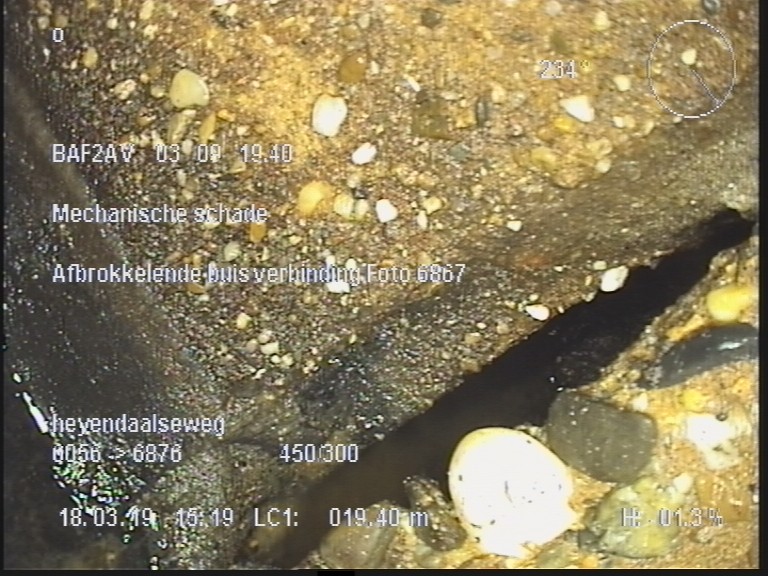 0
234°
BAF2AV 03 09 19.40
Mechanische schade
Afbrokkelende buisverbinding Foto 6867
heyendaalseweg
6056 -> 6876 450/300
18.03.19 15:19 LC1: 019,40 m H: -01.3 %